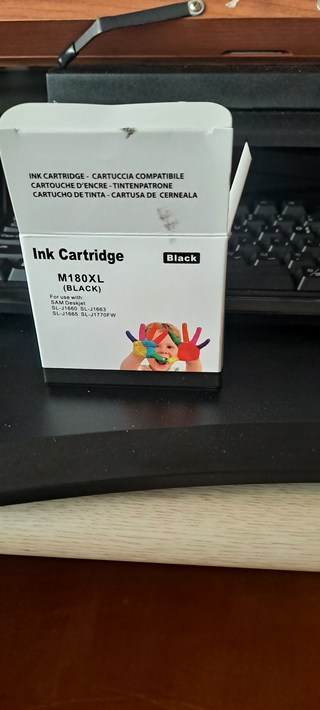 INK CARTRIDGE - CARTUCCIA COMPATIBILE
CARTOUCHE D'ENCRE - TINTENPATRONE
CARTUCHO DE TINTA - CARTUSA DE CERNEALA
Ink Cartridge
Black
M180XL
(BLACK)
For use with:
SAM Deskjet
SL-J1660 SL-J1663
SL-J1665 SL-J1770FW